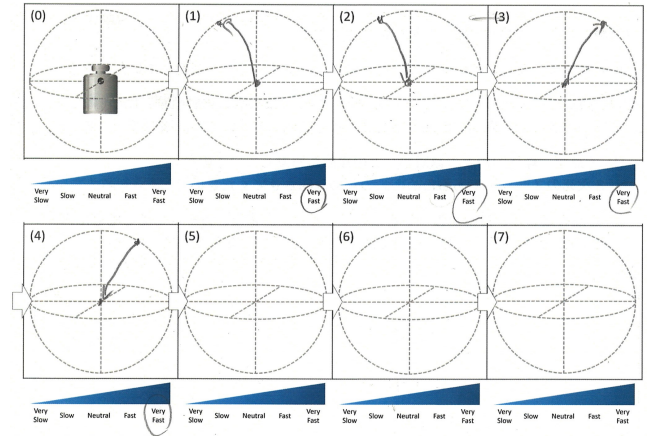 (0) (1) (2) (3)
Very Slow Slow Neutral Fast Very Fast Very Slow Slow Neutral Fast Very Fast Very Slow Slow Neutral Fast Very Fast Very Slow Slow Neutral Fast Very Fast
(4) (5) (6) (7)
Very Slow Slow Neutral Fast Very Fast Very Slow Slow Neutral Fast Very Fast Very Slow Slow Neutral Fast Very Fast Very Slow Slow Neutral Fast Very Fast